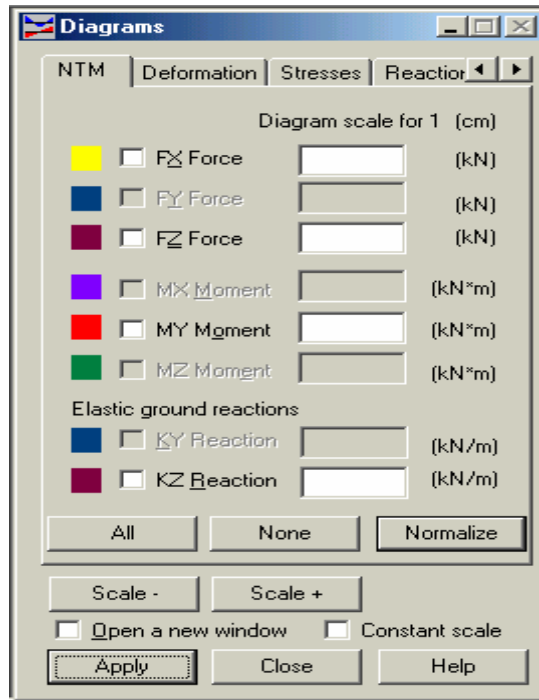 Diagrams
NTM Deformation Stresses Reaction
Diagram scale for 1 (cm)
FX Force (kN)
FY Force (kN)
FZ Force (kN)
MX Moment (kN*m)
MY Moment (kN*m)
MZ Moment (kN*m)
Elastic ground reactions
KY Reaction (kN/m)
KZ Reaction (kN/m)
All None Normalize
Scale - Scale +
Open a new window Constant scale
Apply Close Help